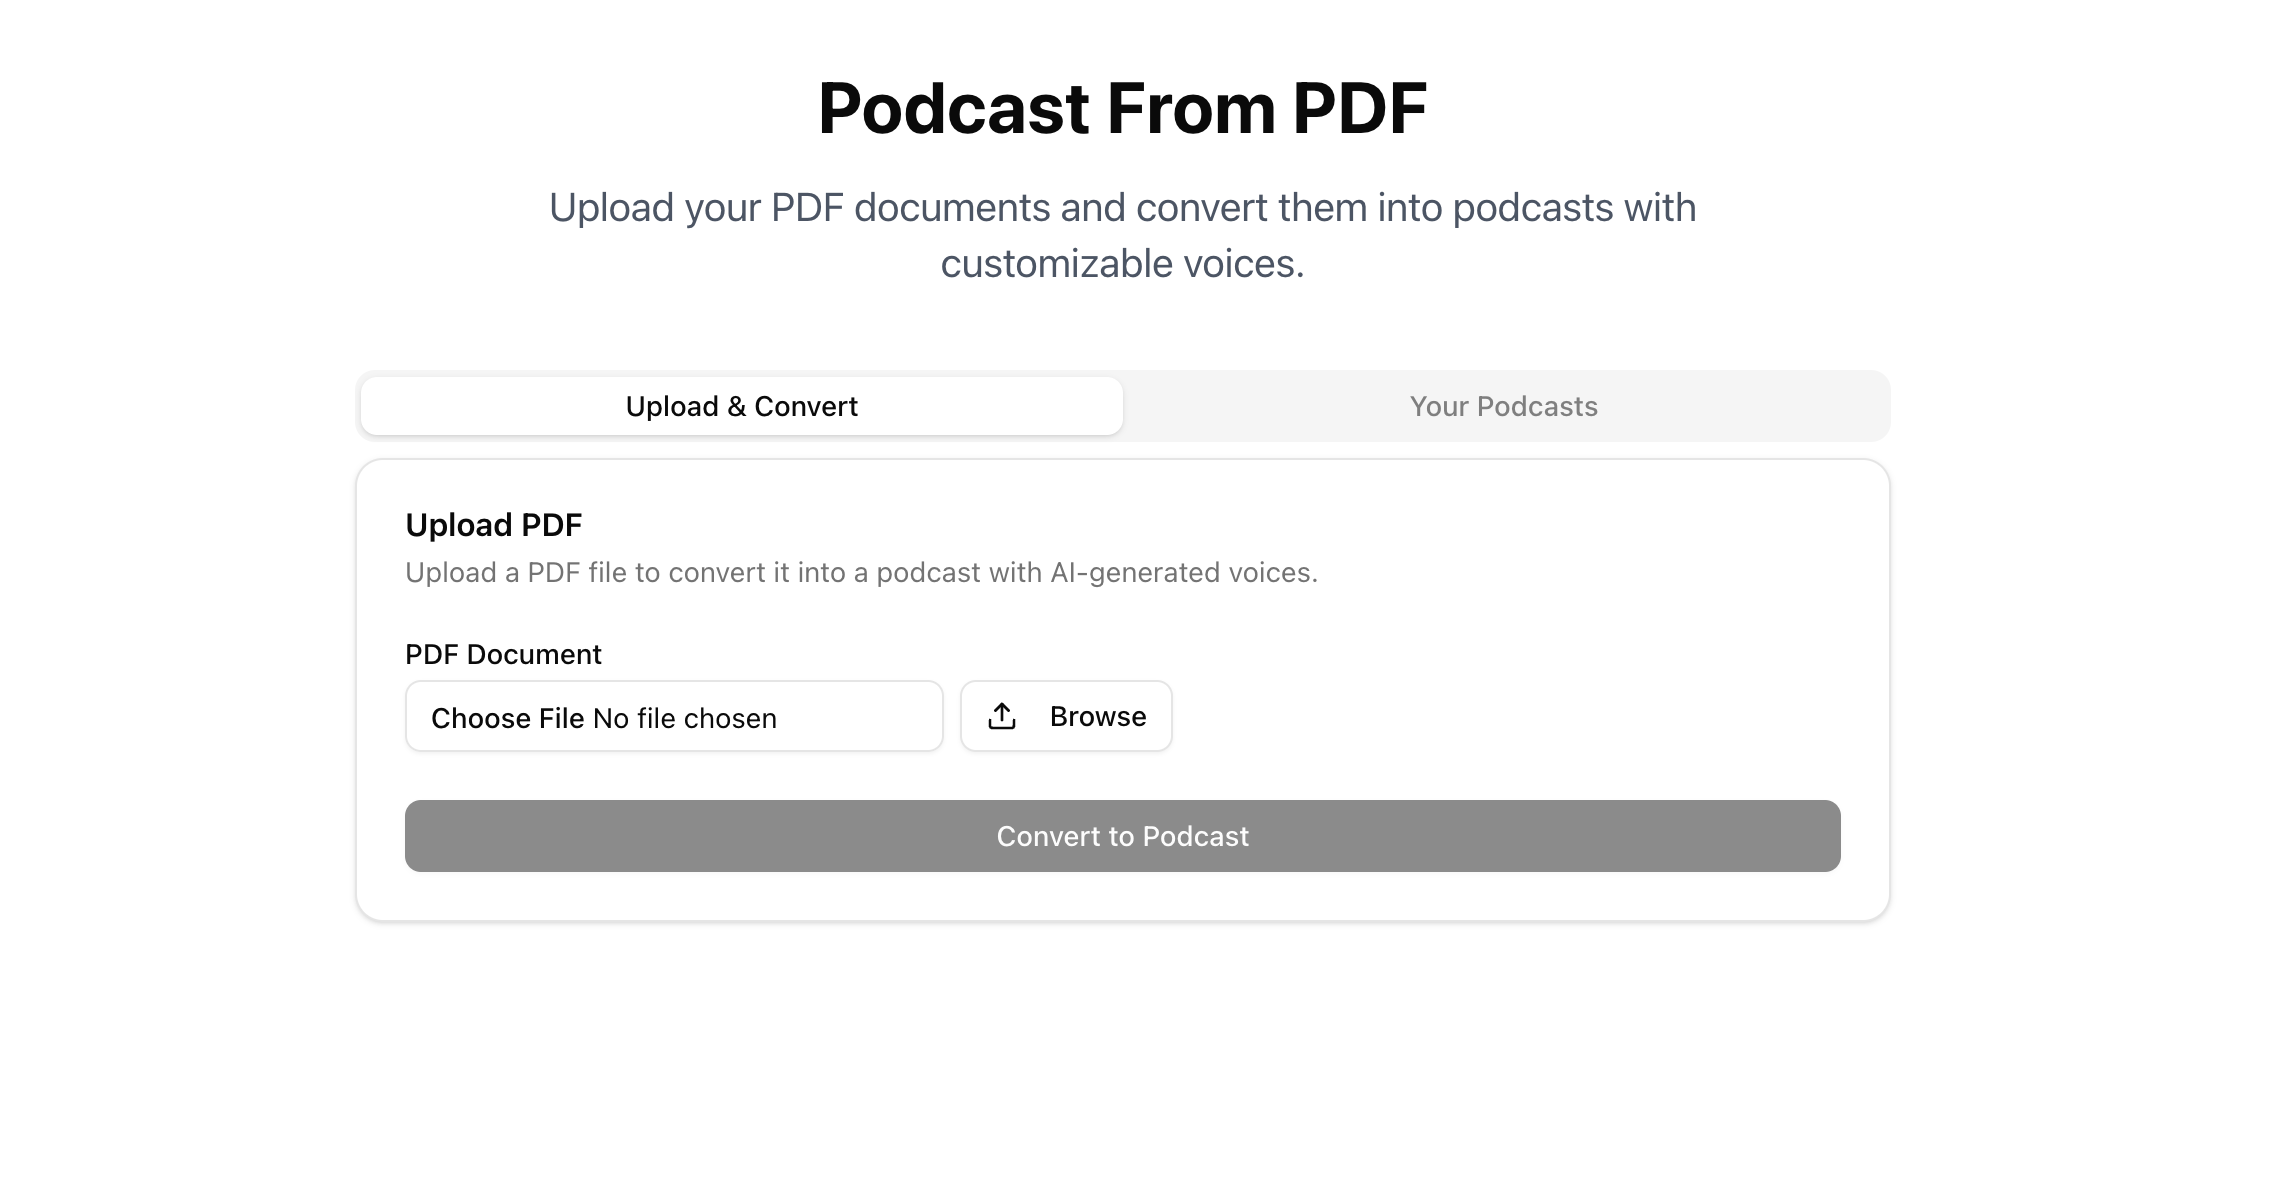 Podcast From PDF
Upload your PDF documents and convert them into podcasts with
customizable voices.
Upload & Convert
Your Podcasts
Upload PDF
Upload a PDF file to convert it into a podcast with AI-generated voices.
PDF Document
Choose File No file chosen
Browse
Convert to Podcast